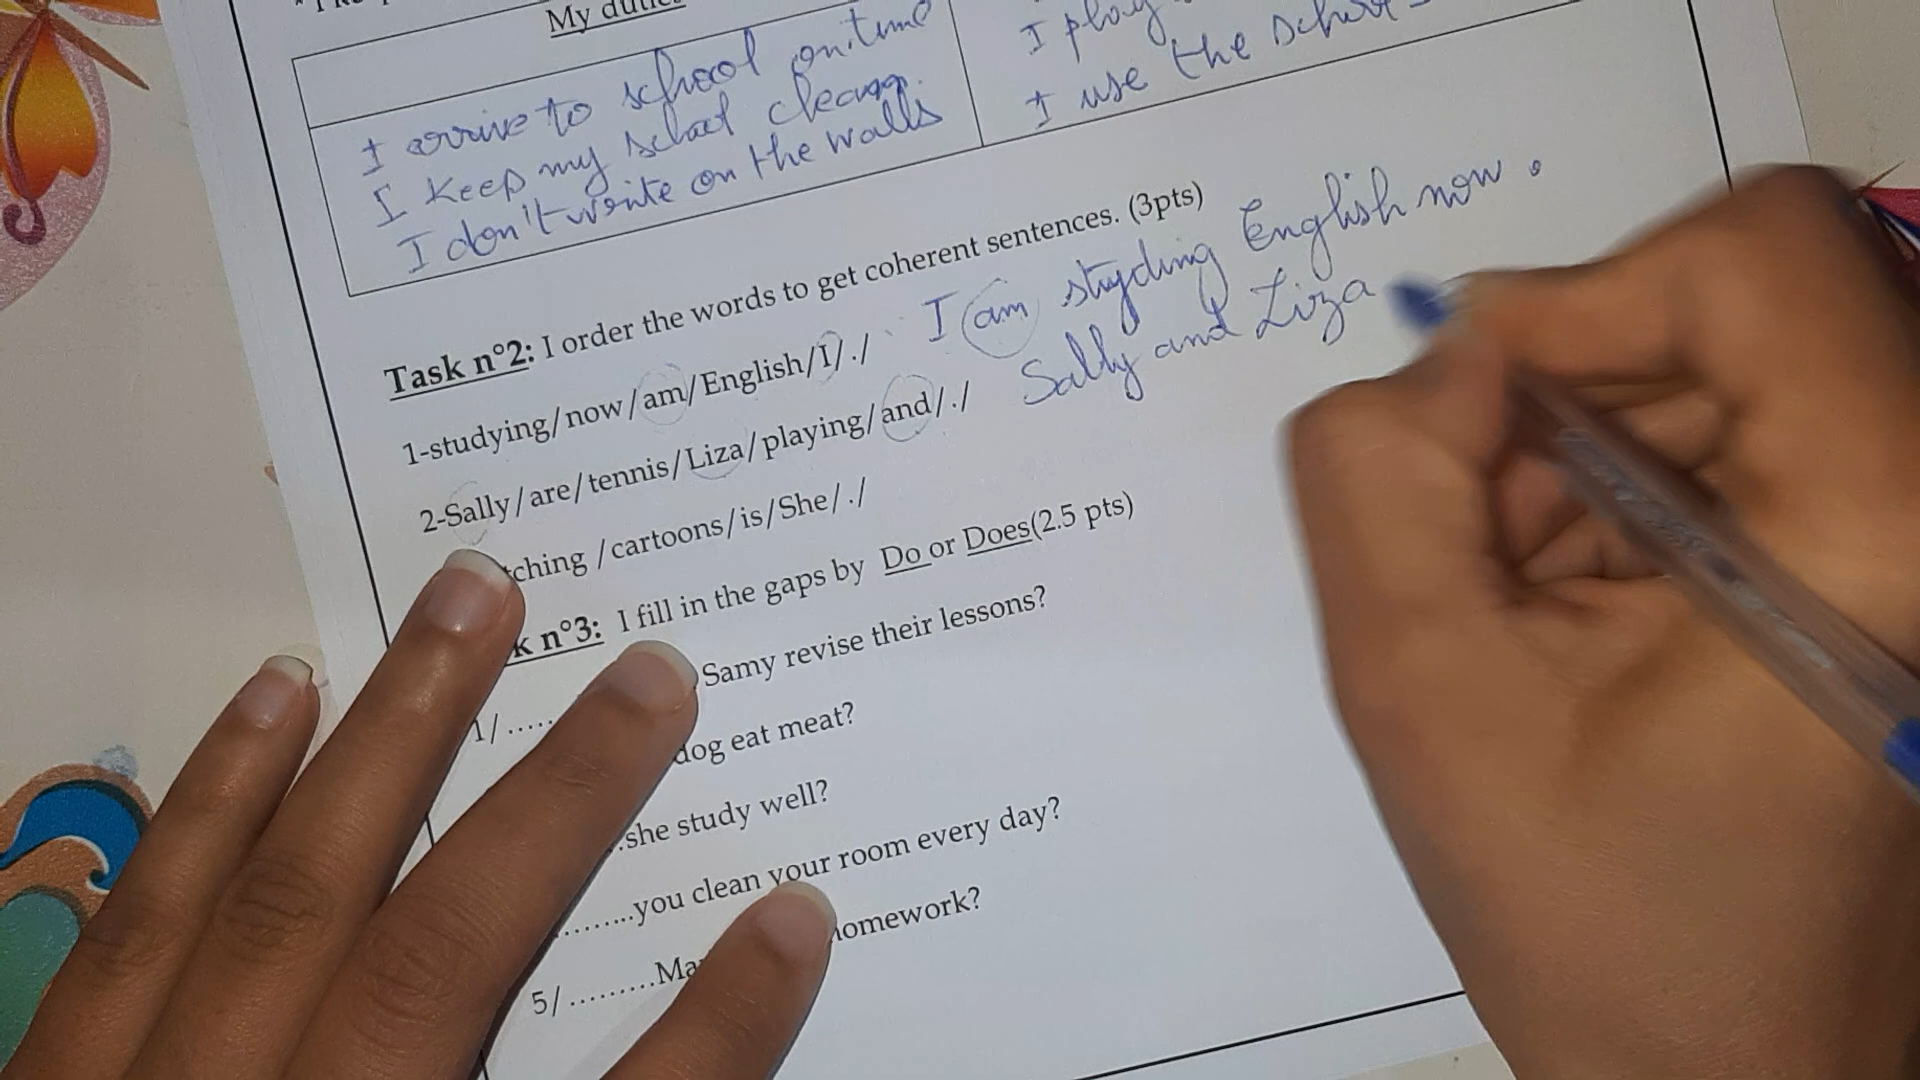 My duties
I arrive to school on time
I keep my school clean.
I don't write on the walls
I play
I use the school
Task n°2: I order the words to get coherent sentences. (3pts)
1-studying/now/am/English/I/./ I am studing English now.
2-Sally/are/tennis/Liza/playing/and/./ Sally and Liza
tching /cartoons/is/She/./
k n°3: I fill in the gaps by Do or Does(2.5 pts)
1/...... Samy revise their lessons?
dog eat meat?
.she study well?
.........you clean your room every day?
5/.........Ma homework?